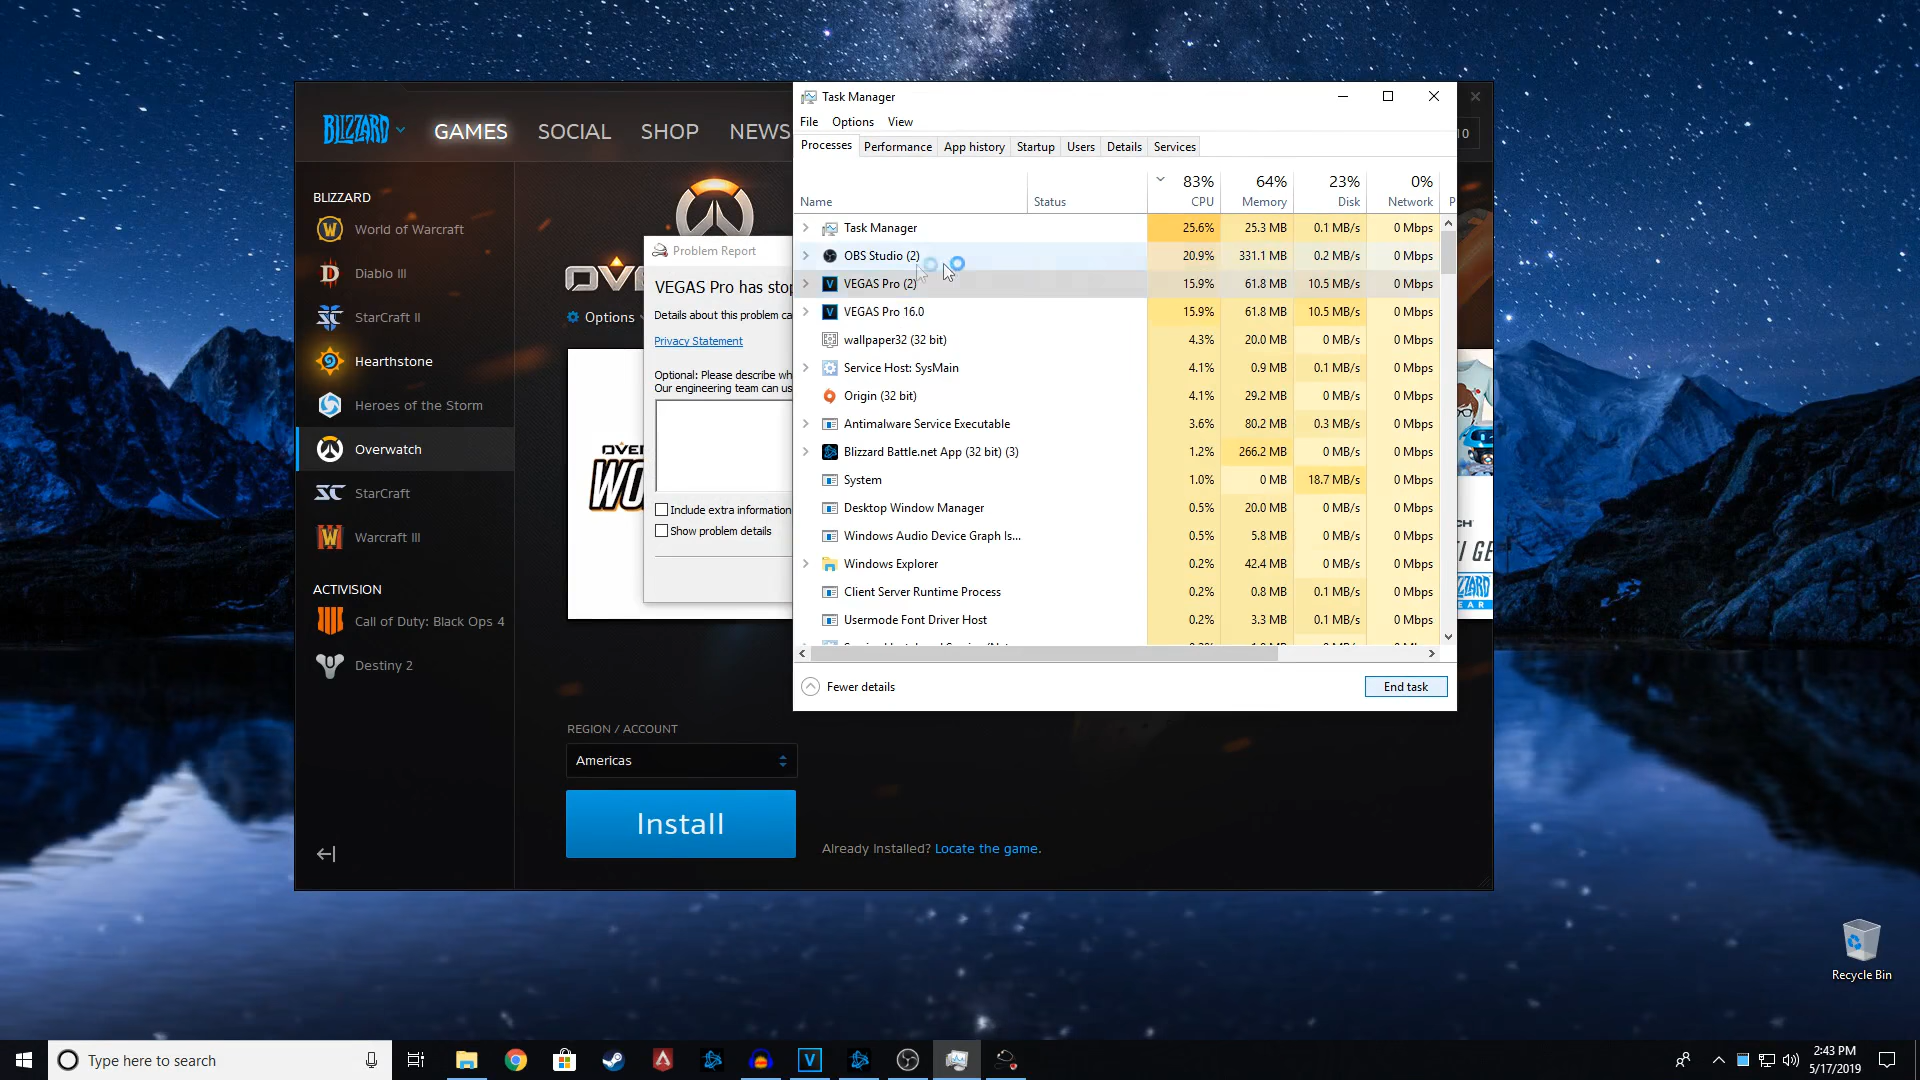 BLIZZARD
GAMES
SOCIAL
SHOP
NEWS
10
BLIZZARD
World of Warcraft
Diablo III
StarCraft II
Hearthstone
Heroes of the Storm
Overwatch
StarCraft
Warcraft III
ACTIVISION
Call of Duty: Black Ops 4
Destiny 2
Options
Problem Report
VEGAS Pro has stop
Details about this problem ca
Privacy Statement
Optional: Please describe wh
Our engineering team can us
Include extra information
Show problem details
OVER
WO
Task Manager
File Options View
Processes Performance App history Startup Users Details Services
83% 64% 23% 0%
Name Status CPU Memory Disk Network P
Task Manager 25.6% 25.3 MB 0.1 MB/s 0 Mbps
OBS Studio (2) 20.9% 331.1 MB 0.2 MB/s 0 Mbps
VEGAS Pro (2) 15.9% 61.8 MB 10.5 MB/s 0 Mbps
VEGAS Pro 16.0 15.9% 61.8 MB 10.5 MB/s 0 Mbps
wallpaper32 (32 bit) 4.3% 20.0 MB 0 MB/s 0 Mbps
Service Host: SysMain 4.1% 0.9 MB 0.1 MB/s 0 Mbps
Origin (32 bit) 4.1% 29.2 MB 0 MB/s 0 Mbps
Antimalware Service Executable 3.6% 80.2 MB 0.3 MB/s 0 Mbps
Blizzard Battle.net App (32 bit) (3) 1.2% 266.2 MB 0 MB/s 0 Mbps
System 1.0% 0 MB 18.7 MB/s 0 Mbps
Desktop Window Manager 0.5% 20.0 MB 0 MB/s 0 Mbps
Windows Audio Device Graph Is... 0.5% 5.8 MB 0 MB/s 0 Mbps
Windows Explorer 0.2% 42.4 MB 0 MB/s 0 Mbps
Client Server Runtime Process 0.2% 0.8 MB 0.1 MB/s 0 Mbps
Usermode Font Driver Host 0.2% 3.3 MB 0.1 MB/s 0 Mbps
Fewer details
End task
REGION / ACCOUNT
Americas
Install
Already Installed? Locate the game.
Recycle Bin
Type here to search
2:43 PM
5/17/2019